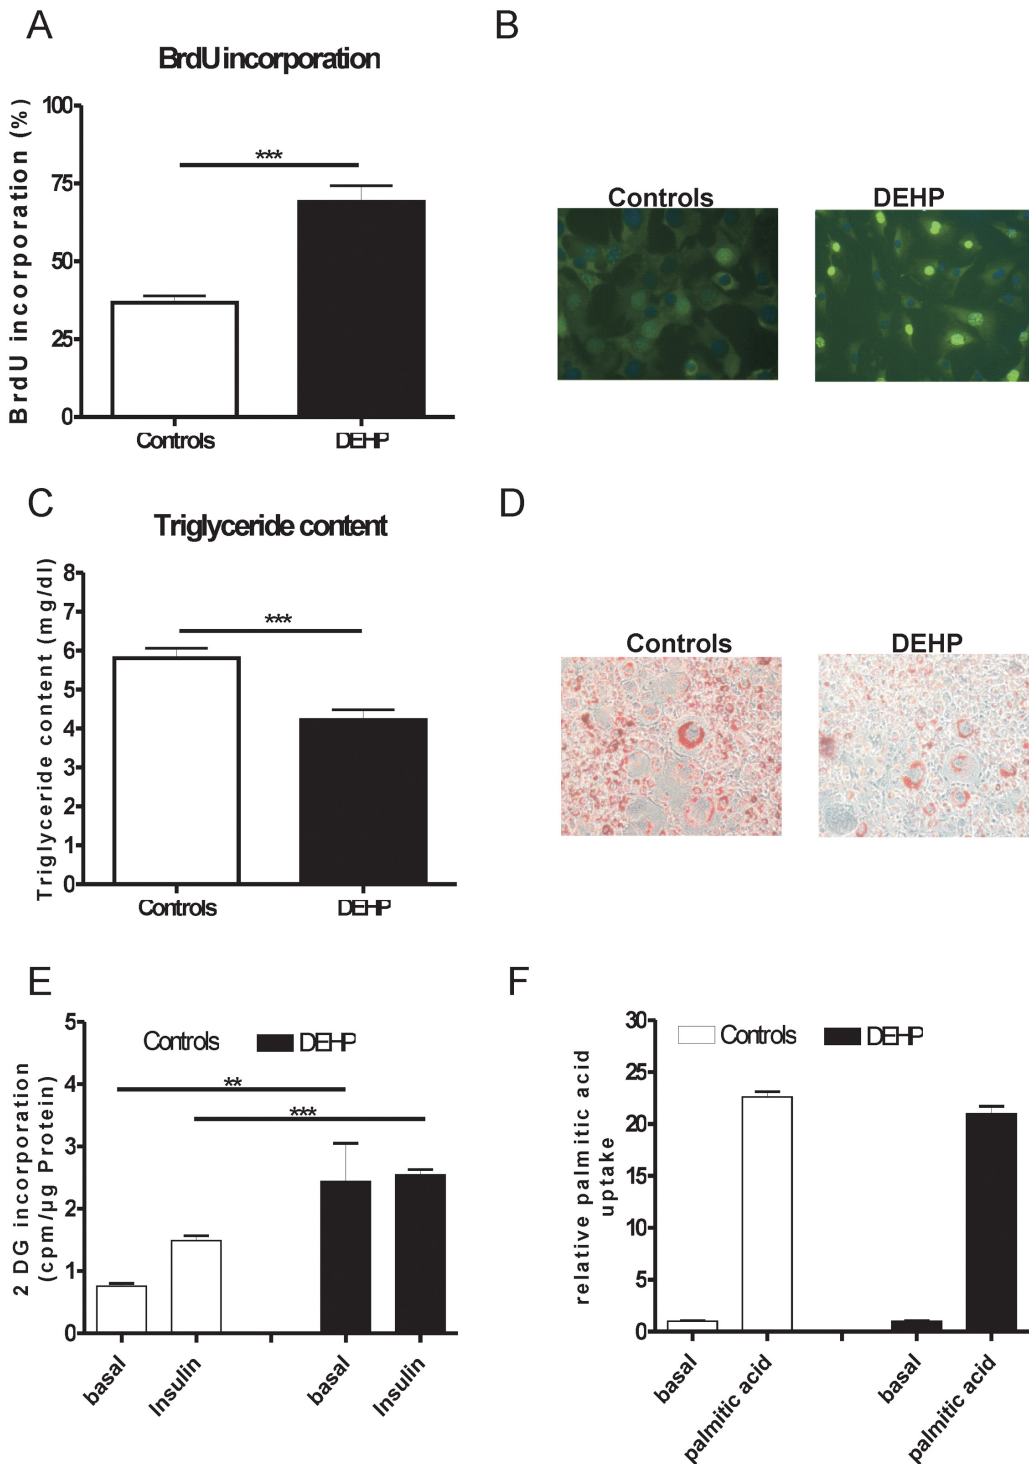 A
BrdU incorporation
BrdU incorporation (%)
100
75
50
25
0
***
Controls
DEHP
B
Controls
DEHP
C
Triglyceride content
Triglyceride content (mg/dl)
8
7
6
5
4
3
2
1
0
***
Controls
DEHP
D
Controls
DEHP
E
2 DG incorporation
(cpm/µg Protein)
5
4
3
2
1
0
Controls
DEHP
**
***
basal
Insulin
basal
Insulin
F
relative palmitic acid
uptake
30
25
20
15
10
5
0
Controls
DEHP
basal
palmitic acid
basal
palmitic acid